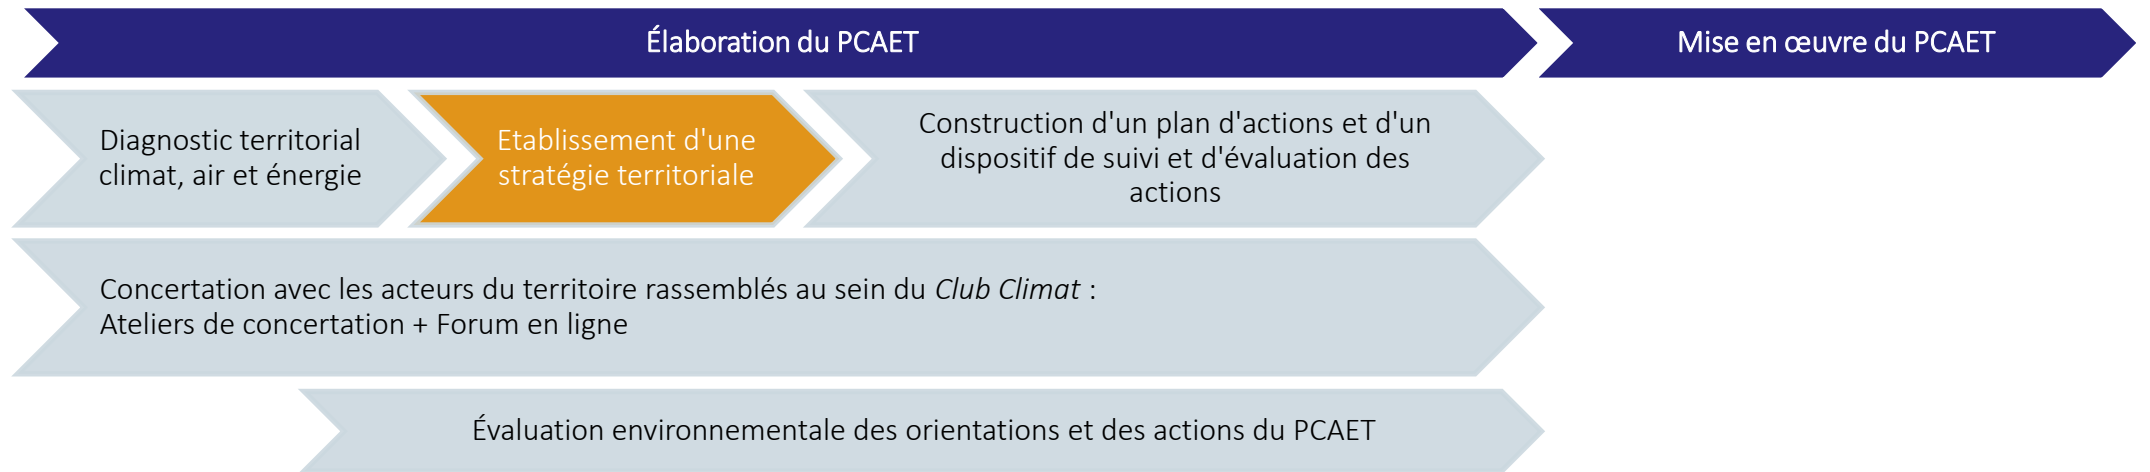 Élaboration du PCAET
Mise en œuvre du PCAET
Diagnostic territorial
climat, air et énergie
Etablissement d'une
stratégie territoriale
Construction d'un plan d'actions et d'un
dispositif de suivi et d'évaluation des
actions
Concertation avec les acteurs du territoire rassemblés au sein du Club Climat :
Ateliers de concertation + Forum en ligne
Évaluation environnementale des orientations et des actions du PCAET